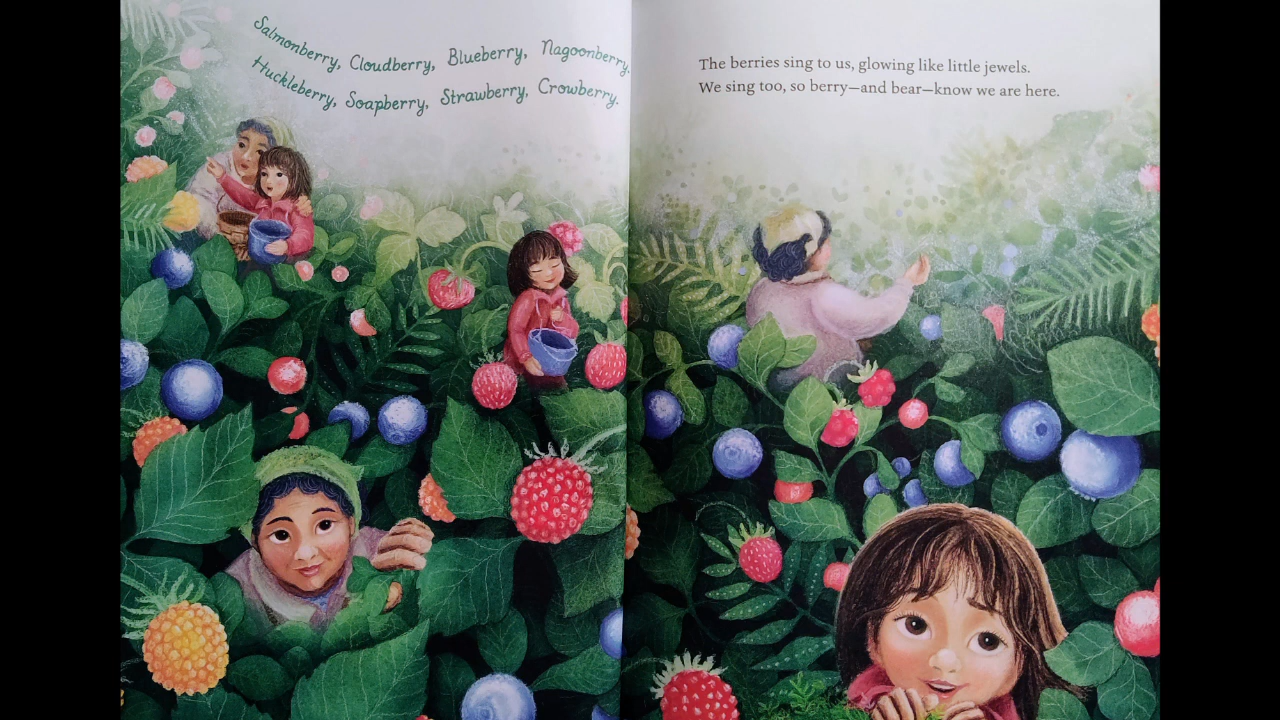 Salmonberry, Cloudberry, Blueberry, Nagoonberry.
Huckleberry, Soapberry, Strawberry, Crowberry.
The berries sing to us, glowing like little jewels.
We sing too, so berry—and bear—know we are here.